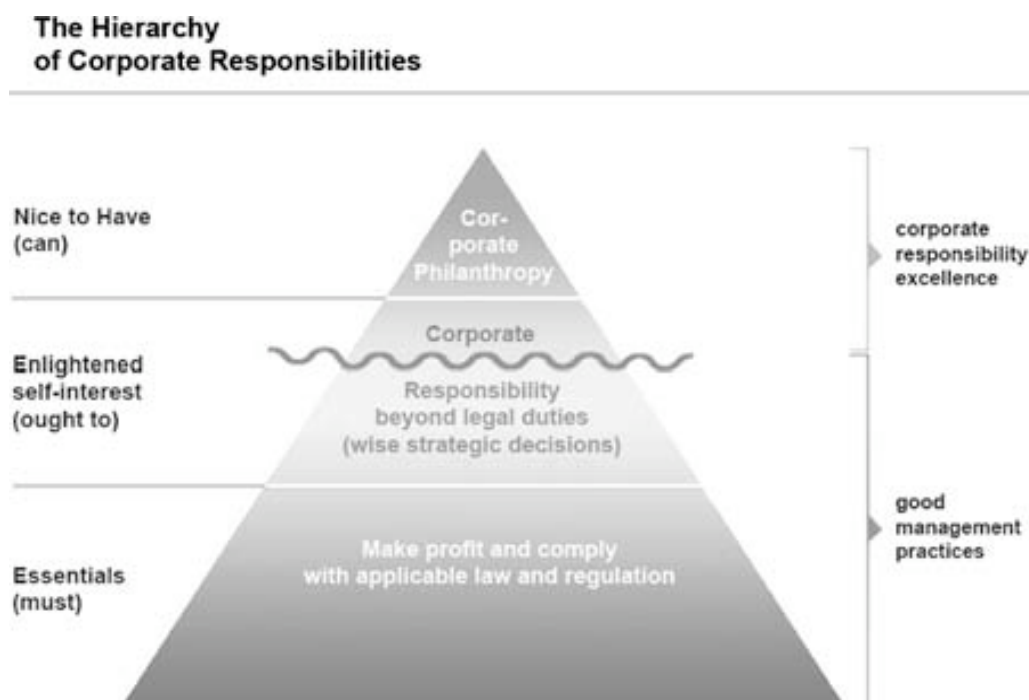 The Hierarchy
of Corporate Responsibilities
Nice to Have
(can)
Cor-
porate
Philanthropy
corporate
responsibility
excellence
Enlightened
self-interest
(ought to)
Corporate
Responsibility
beyond legal duties
(wise strategic decisions)
Essentials
(must)
Make profit and comply
with applicable law and regulation
good
management
practices